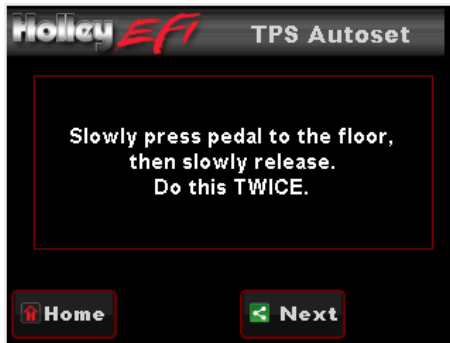 Holley EFI TPS Autoset
Slowly press pedal to the floor,
then slowly release.
Do this TWICE.
Home Next